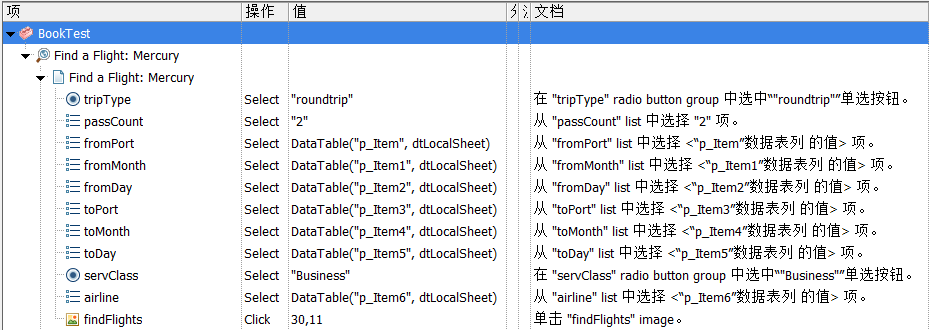 项 操作 值 文档
BookTest
Find a Flight: Mercury
Find a Flight: Mercury
tripType Select "roundtrip" 在 "tripType" radio button group 中选中“"roundtrip"”单选按钮。
passCount Select "2" 从 "passCount" list 中选择 "2" 项。
fromPort Select DataTable("p_Item", dtLocalSheet) 从 "fromPort" list 中选择 <“p_Item”数据表列 的值> 项。
fromMonth Select DataTable("p_Item1", dtLocalSheet) 从 "fromMonth" list 中选择 <“p_Item1”数据表列 的值> 项。
fromDay Select DataTable("p_Item2", dtLocalSheet) 从 "fromDay" list 中选择 <“p_Item2”数据表列 的值> 项。
toPort Select DataTable("p_Item3", dtLocalSheet) 从 "toPort" list 中选择 <“p_Item3”数据表列 的值> 项。
toMonth Select DataTable("p_Item4", dtLocalSheet) 从 "toMonth" list 中选择 <“p_Item4”数据表列 的值> 项。
toDay Select DataTable("p_Item5", dtLocalSheet) 从 "toDay" list 中选择 <“p_Item5”数据表列 的值> 项。
servClass Select "Business" 在 "servClass" radio button group 中选中“"Business"”单选按钮。
airline Select DataTable("p_Item6", dtLocalSheet) 从 "airline" list 中选择 <“p_Item6”数据表列 的值> 项。
findFlights Click 30,11 单击 "findFlights" image。